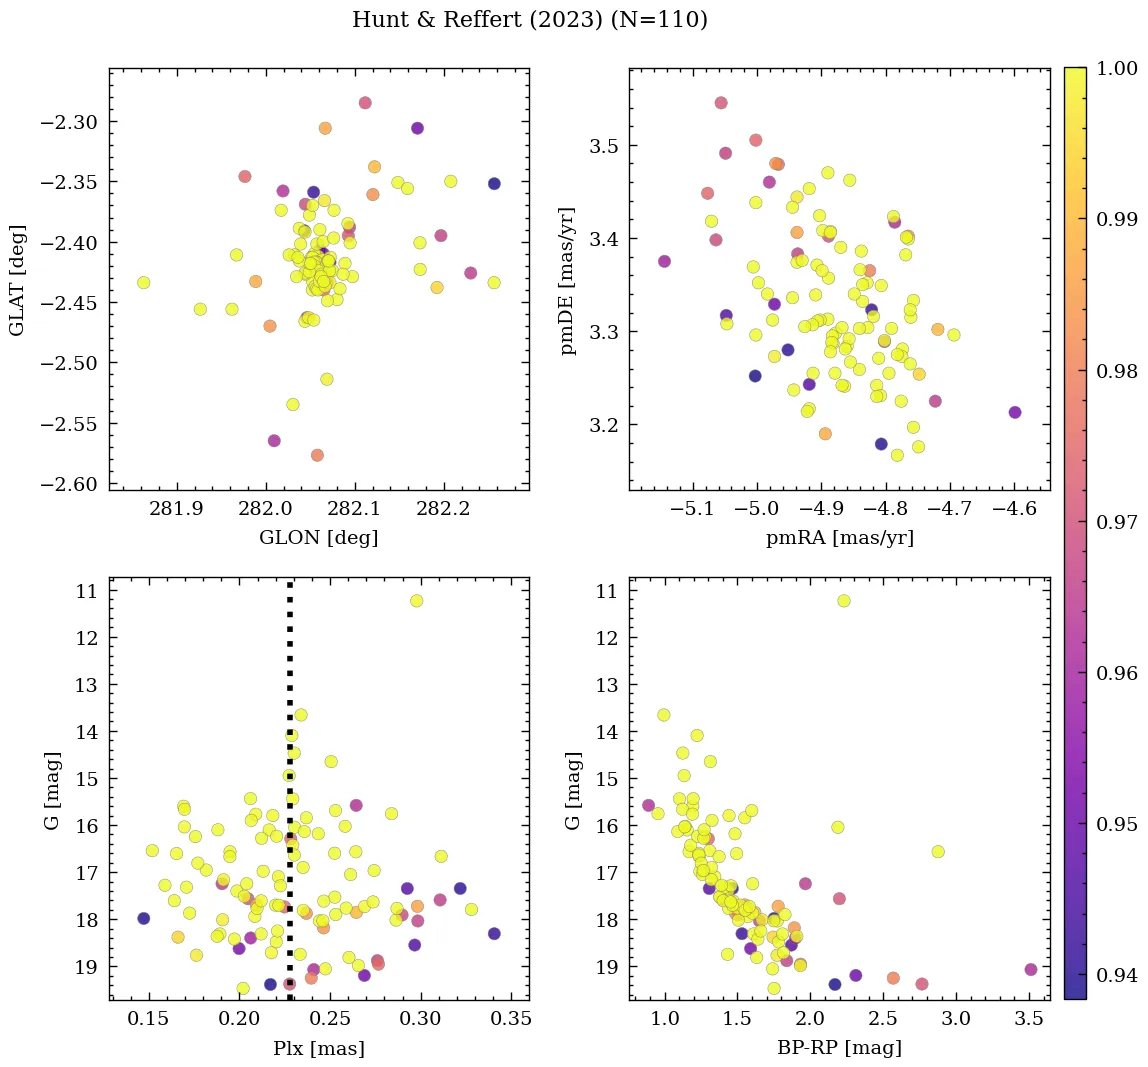 Hunt & Reffert (2023) (N=110)
GLAT [deg]
−2.30
−2.35
−2.40
−2.45
−2.50
−2.55
−2.60
281.9 282.0 282.1 282.2
GLON [deg]
pmDE [mas/yr]
3.5
3.4
3.3
3.2
−5.1 −5.0 −4.9 −4.8 −4.7 −4.6
pmRA [mas/yr]
G [mag]
11
12
13
14
15
16
17
18
19
0.15 0.20 0.25 0.30 0.35
Plx [mas]
G [mag]
11
12
13
14
15
16
17
18
19
1.0 1.5 2.0 2.5 3.0 3.5
BP-RP [mag]
1.00
0.99
0.98
0.97
0.96
0.95
0.94